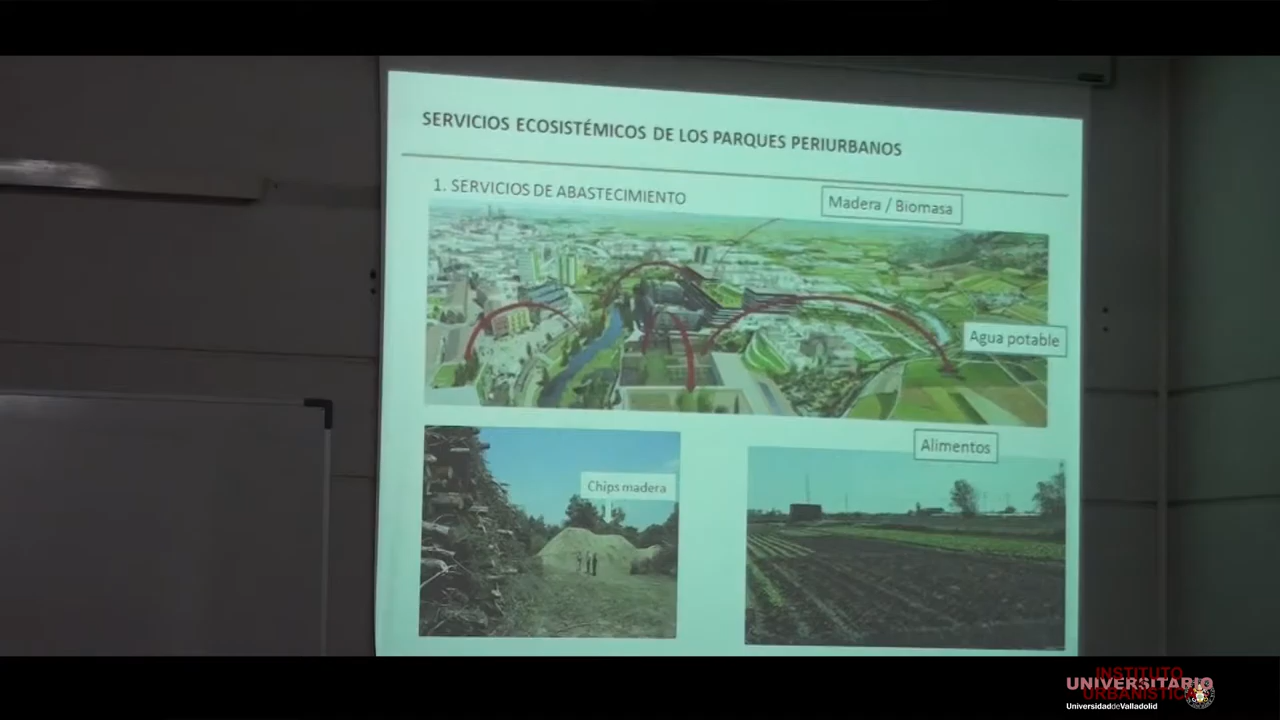 SERVICIOS ECOSISTÉMICOS DE LOS PARQUES PERIURBANOS
1. SERVICIOS DE ABASTECIMIENTO
Madera / Biomasa
Agua potable
Alimentos
Chips madera
INSTITUTO
UNIVERSITARIO
URBANÍSTICA
UniversidaddeValladolid